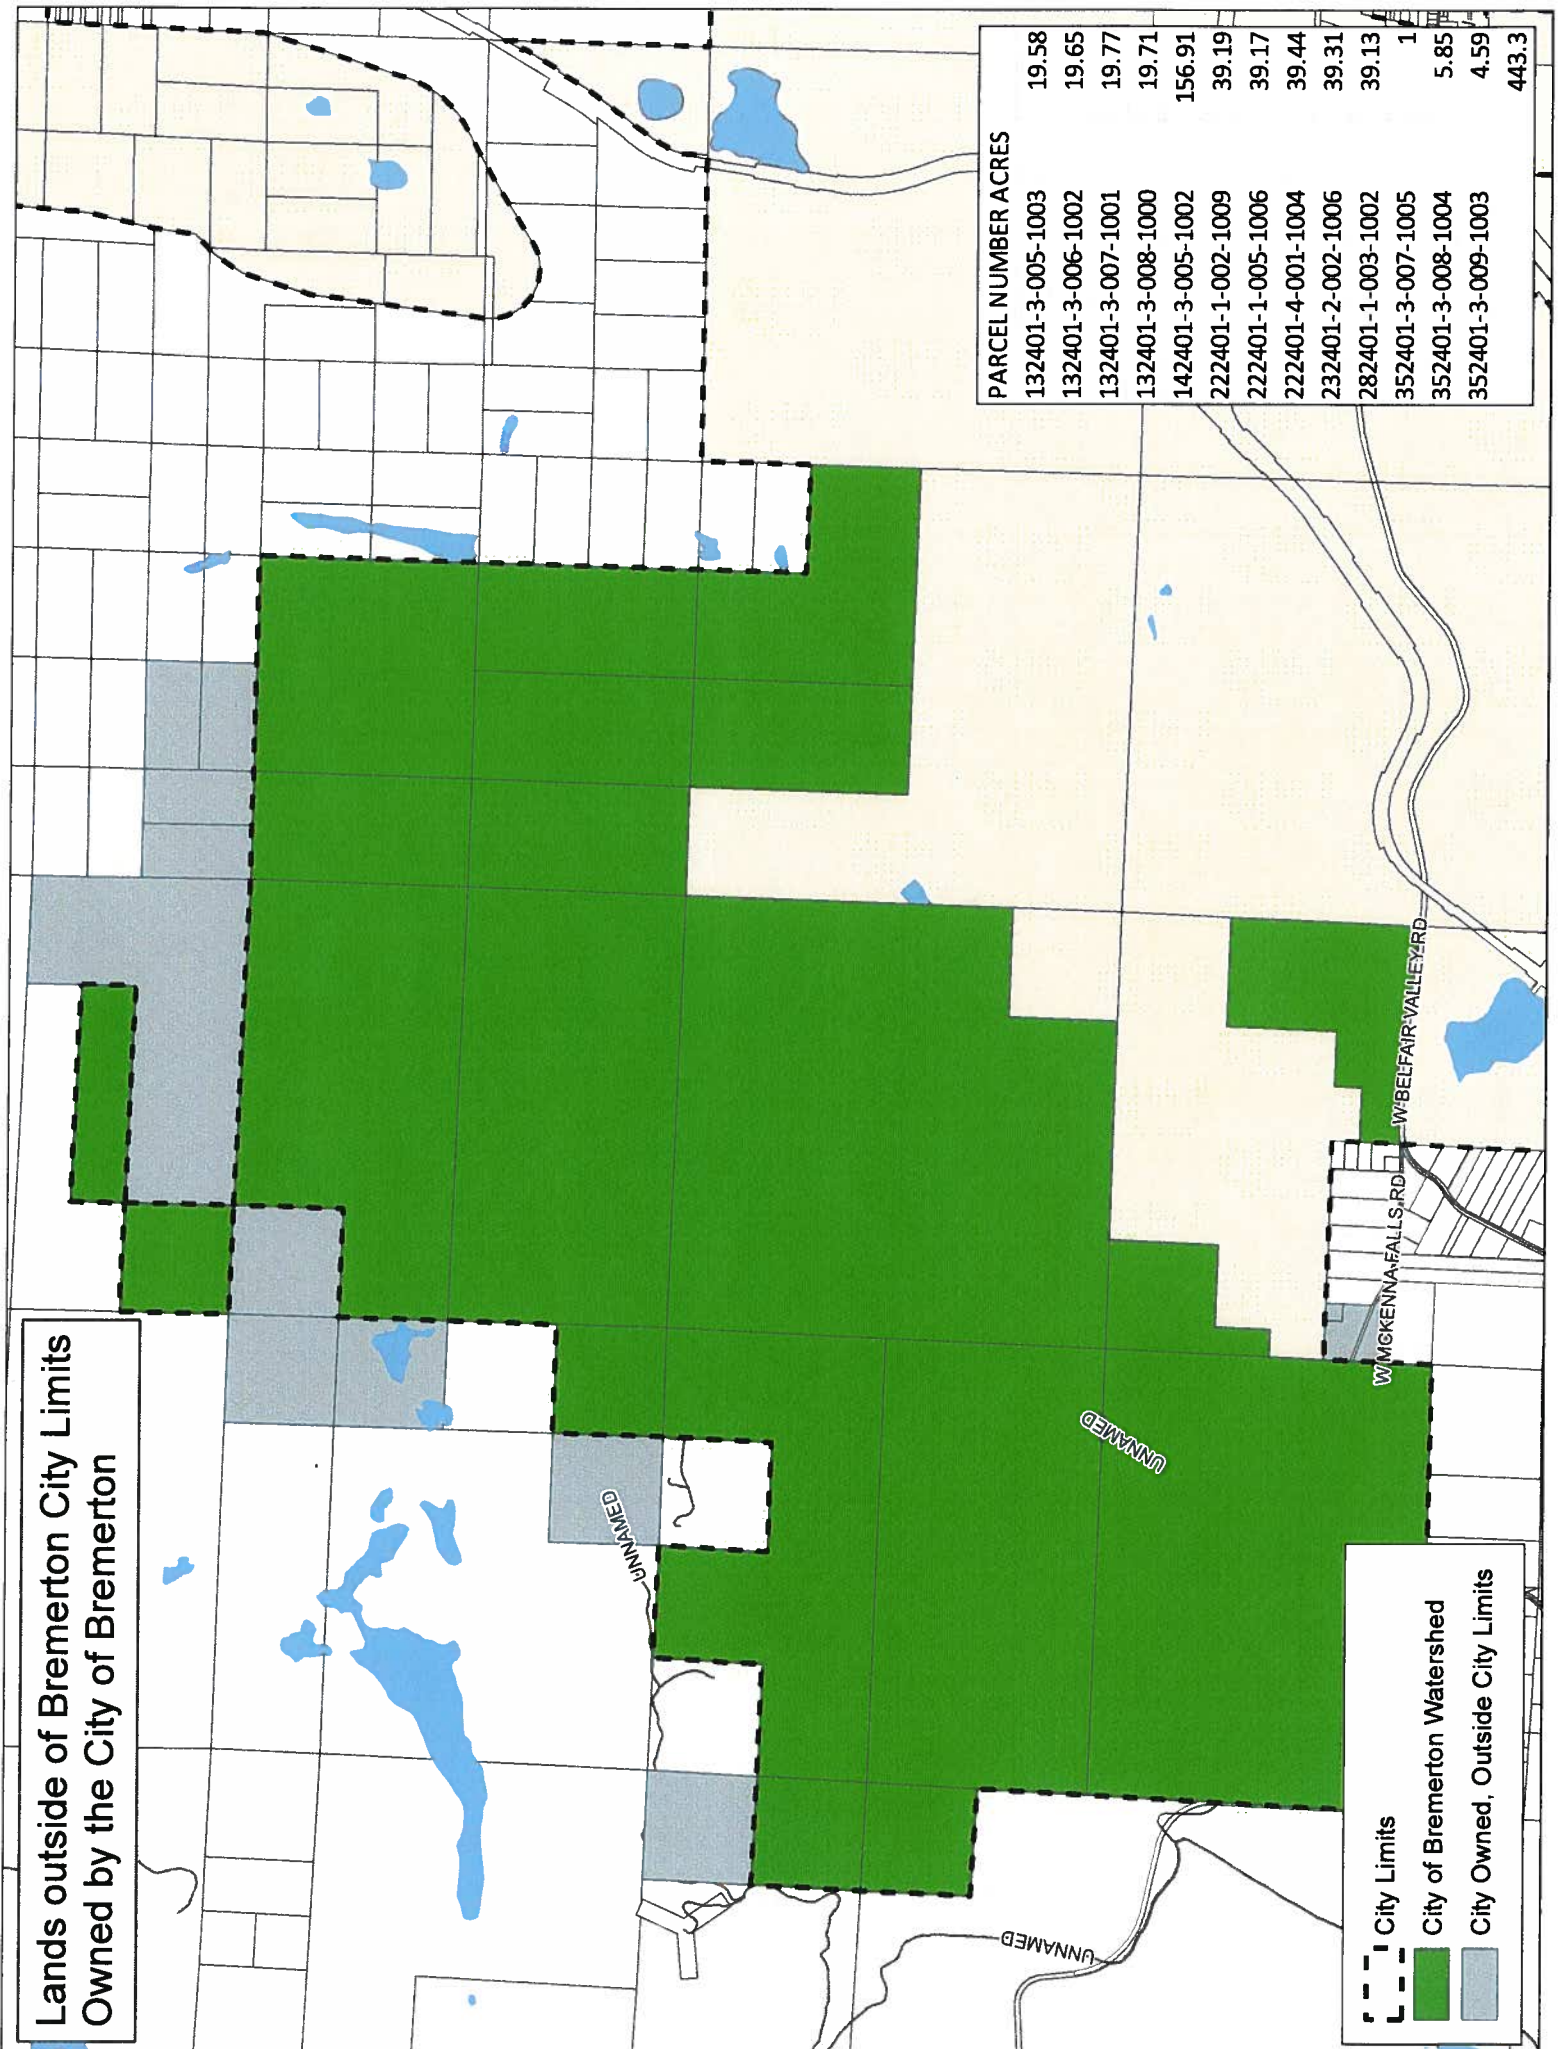 Lands outside of Bremerton City Limits
Owned by the City of Bremerton
UNNAMED
UNNAMED
UNNAMED
W BELFAIR VALLEY RD
W MCKENNA FALLS RD
City Limits
City of Bremerton Watershed
City Owned, Outside City Limits
PARCEL NUMBER ACRES
132401-3-005-1003 19.58
132401-3-006-1002 19.65
132401-3-007-1001 19.77
132401-3-008-1000 19.71
142401-3-005-1002 156.91
222401-1-002-1009 39.19
222401-1-005-1006 39.17
222401-4-001-1004 39.44
232401-2-002-1006 39.31
282401-1-003-1002 39.13
352401-3-007-1005 1
352401-3-008-1004 5.85
352401-3-009-1003 4.59
443.3